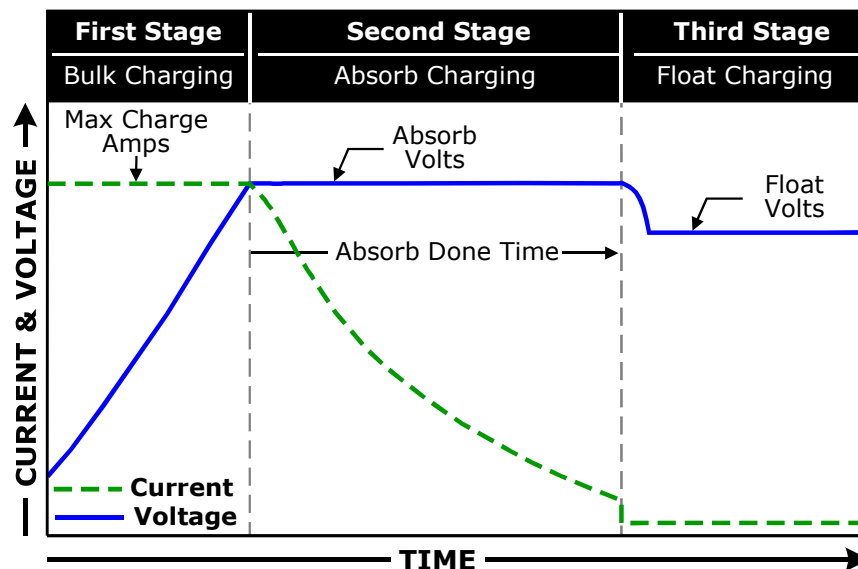 First Stage
Second Stage
Third Stage
Bulk Charging
Absorb Charging
Float Charging
Max Charge
Amps
Absorb
Volts
Float
Volts
Absorb Done Time
CURRENT & VOLTAGE
Current
Voltage
TIME